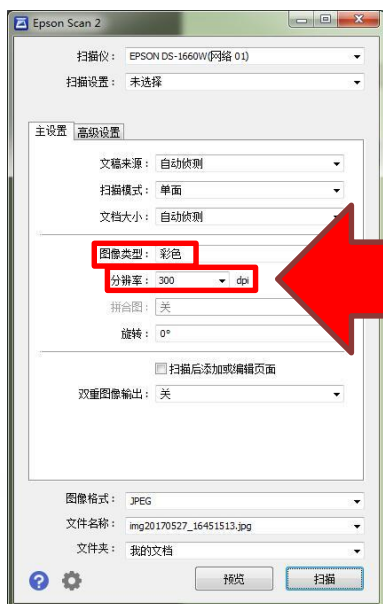 Epson Scan 2
扫描仪： EPSON DS-1660W(网络 01)
扫描设置： 未选择
主设置 高级设置
文稿来源： 自动侦测
扫描模式： 单面
文档大小： 自动侦测
图像类型： 彩色
分辨率： 300 dpi
拼合图： 关
旋转： 0°
扫描后添加或编辑页面
双重图像输出： 关
图像格式： JPEG
文件名称： img20170527_16451513.jpg
文件夹： 我的文档
预览 扫描